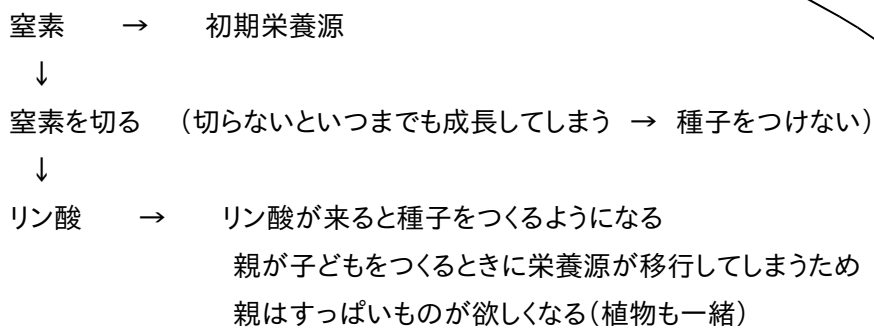 窒素　→　初期栄養源
↓
窒素を切る　（切らないといつまでも成長してしまう　→　種子をつけない）
↓
リン酸　→　リン酸が来ると種子をつくるようになる
親が子どもをつくるときに栄養源が移行してしまうため
親はすっぱいものが欲しくなる（植物も一緒）